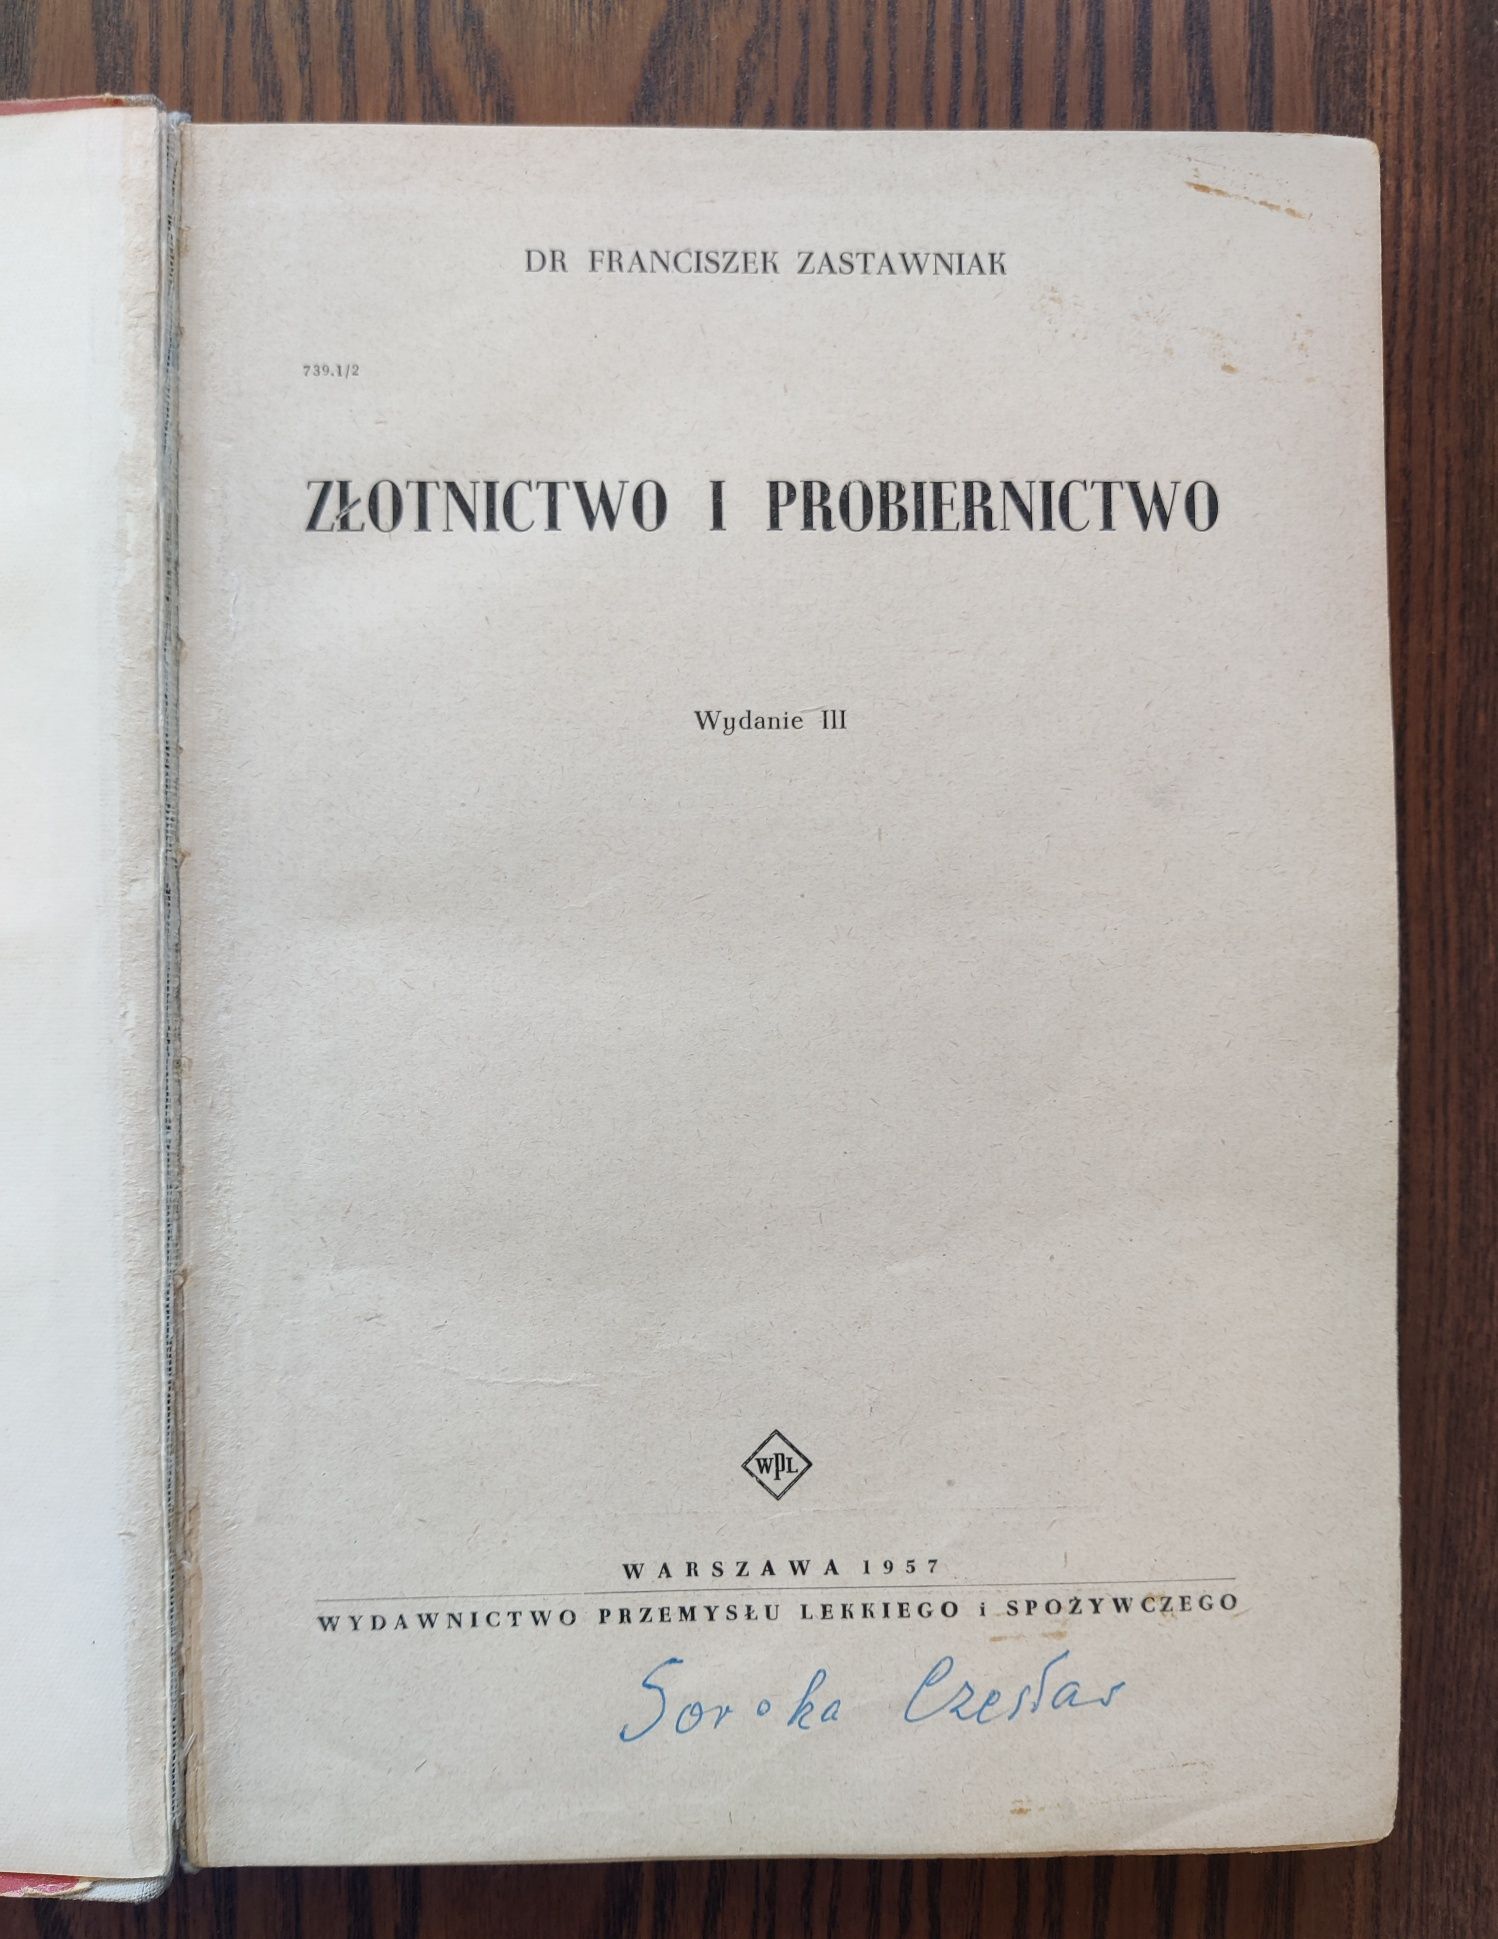 DR FRANCISZEK ZASTAWNIAK
739.1/2
ZŁOTNICTWO I PROBIERNICTWO
Wydanie III
WPL
WARSZAWA 1957
WYDAWNICTWO PRZEMYSŁU LEKKIEGO i SPOŻYWCZEGO
Soroka Czesław